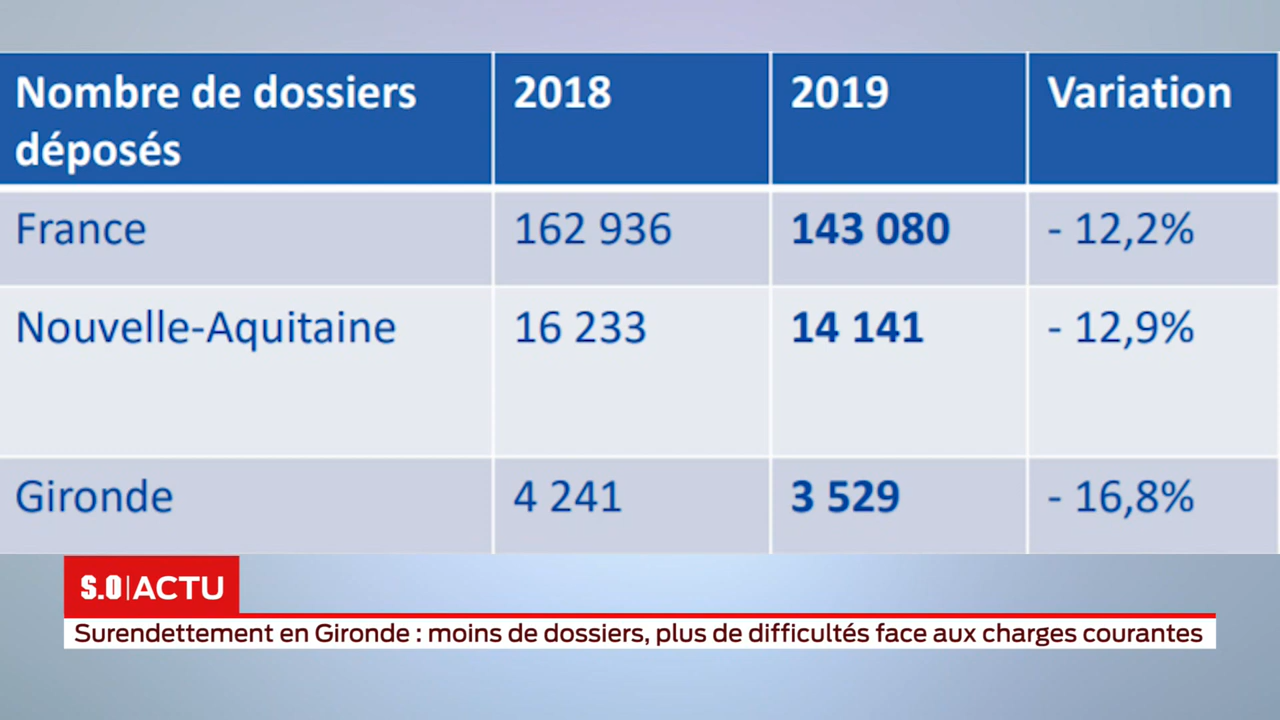 Nombre de dossiers déposés 2018 2019 Variation
France 162 936 143 080 - 12,2%
Nouvelle-Aquitaine 16 233 14 141 - 12,9%
Gironde 4 241 3 529 - 16,8%
S.O|ACTU
Surendettement en Gironde : moins de dossiers, plus de difficultés face aux charges courantes